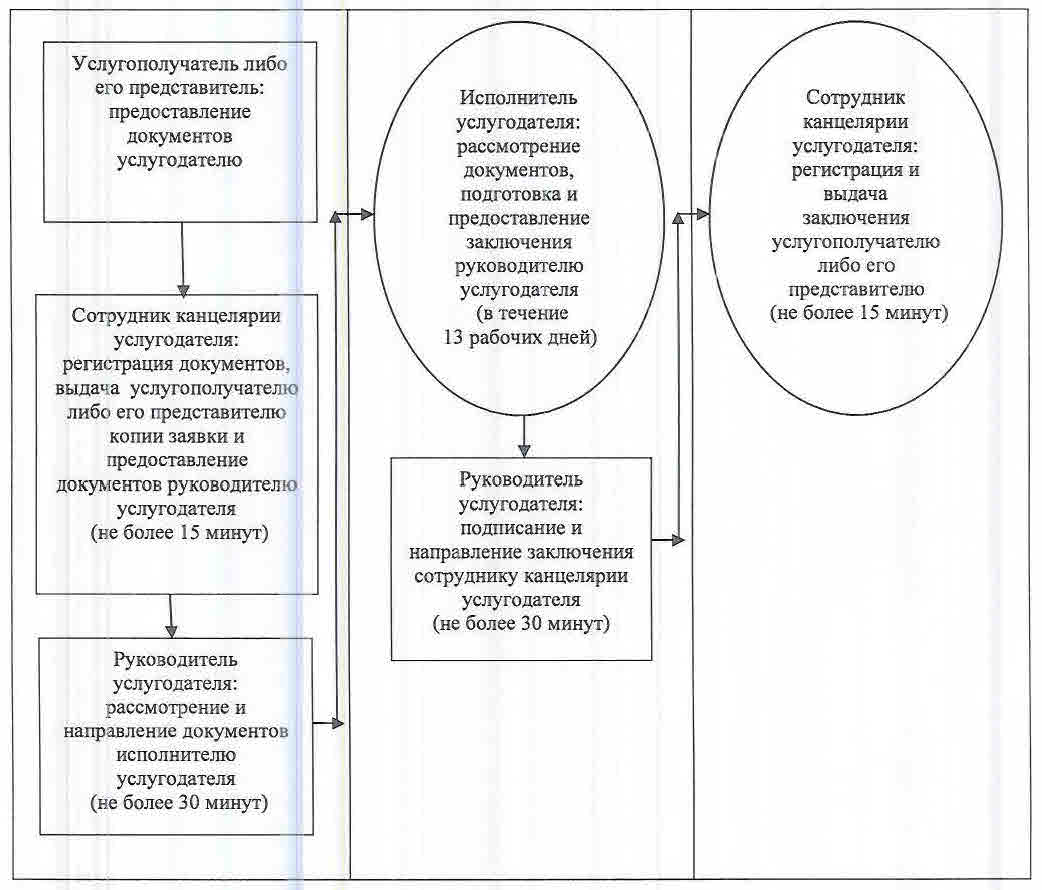 Услугополучатель либо
его представитель:
предоставление
документов
услугодателю
Сотрудник канцелярии
услугодателя:
регистрация документов,
выдача услугополучателю
либо его представителю
копии заявки и
предоставление
документов руководителю
услугодателя
(не более 15 минут)
Руководитель
услугодателя:
рассмотрение и
направление документов
исполнителю
услугодателя
(не более 30 минут)
Исполнитель
услугодателя:
рассмотрение
документов,
подготовка и
предоставление
заключения
руководителю
услугодателя
(в течение
13 рабочих дней)
Руководитель
услугодателя:
подписание и
направление заключения
сотруднику канцелярии
услугодателя
(не более 30 минут)
Сотрудник
канцелярии
услугодателя:
регистрация и
выдача
заключения
услугополучателю
либо его
представителю
(не более 15 минут)